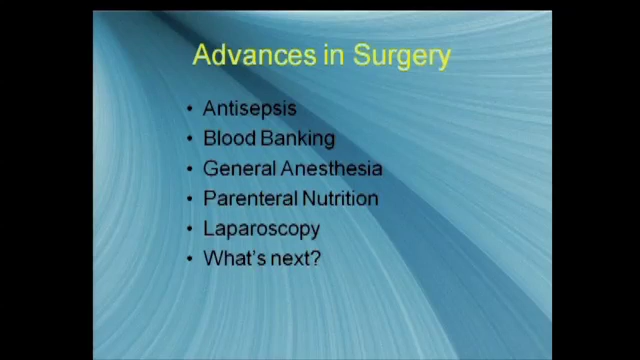 Advances in Surgery
• Antisepsis
• Blood Banking
• General Anesthesia
• Parenteral Nutrition
• Laparoscopy
• What's next?